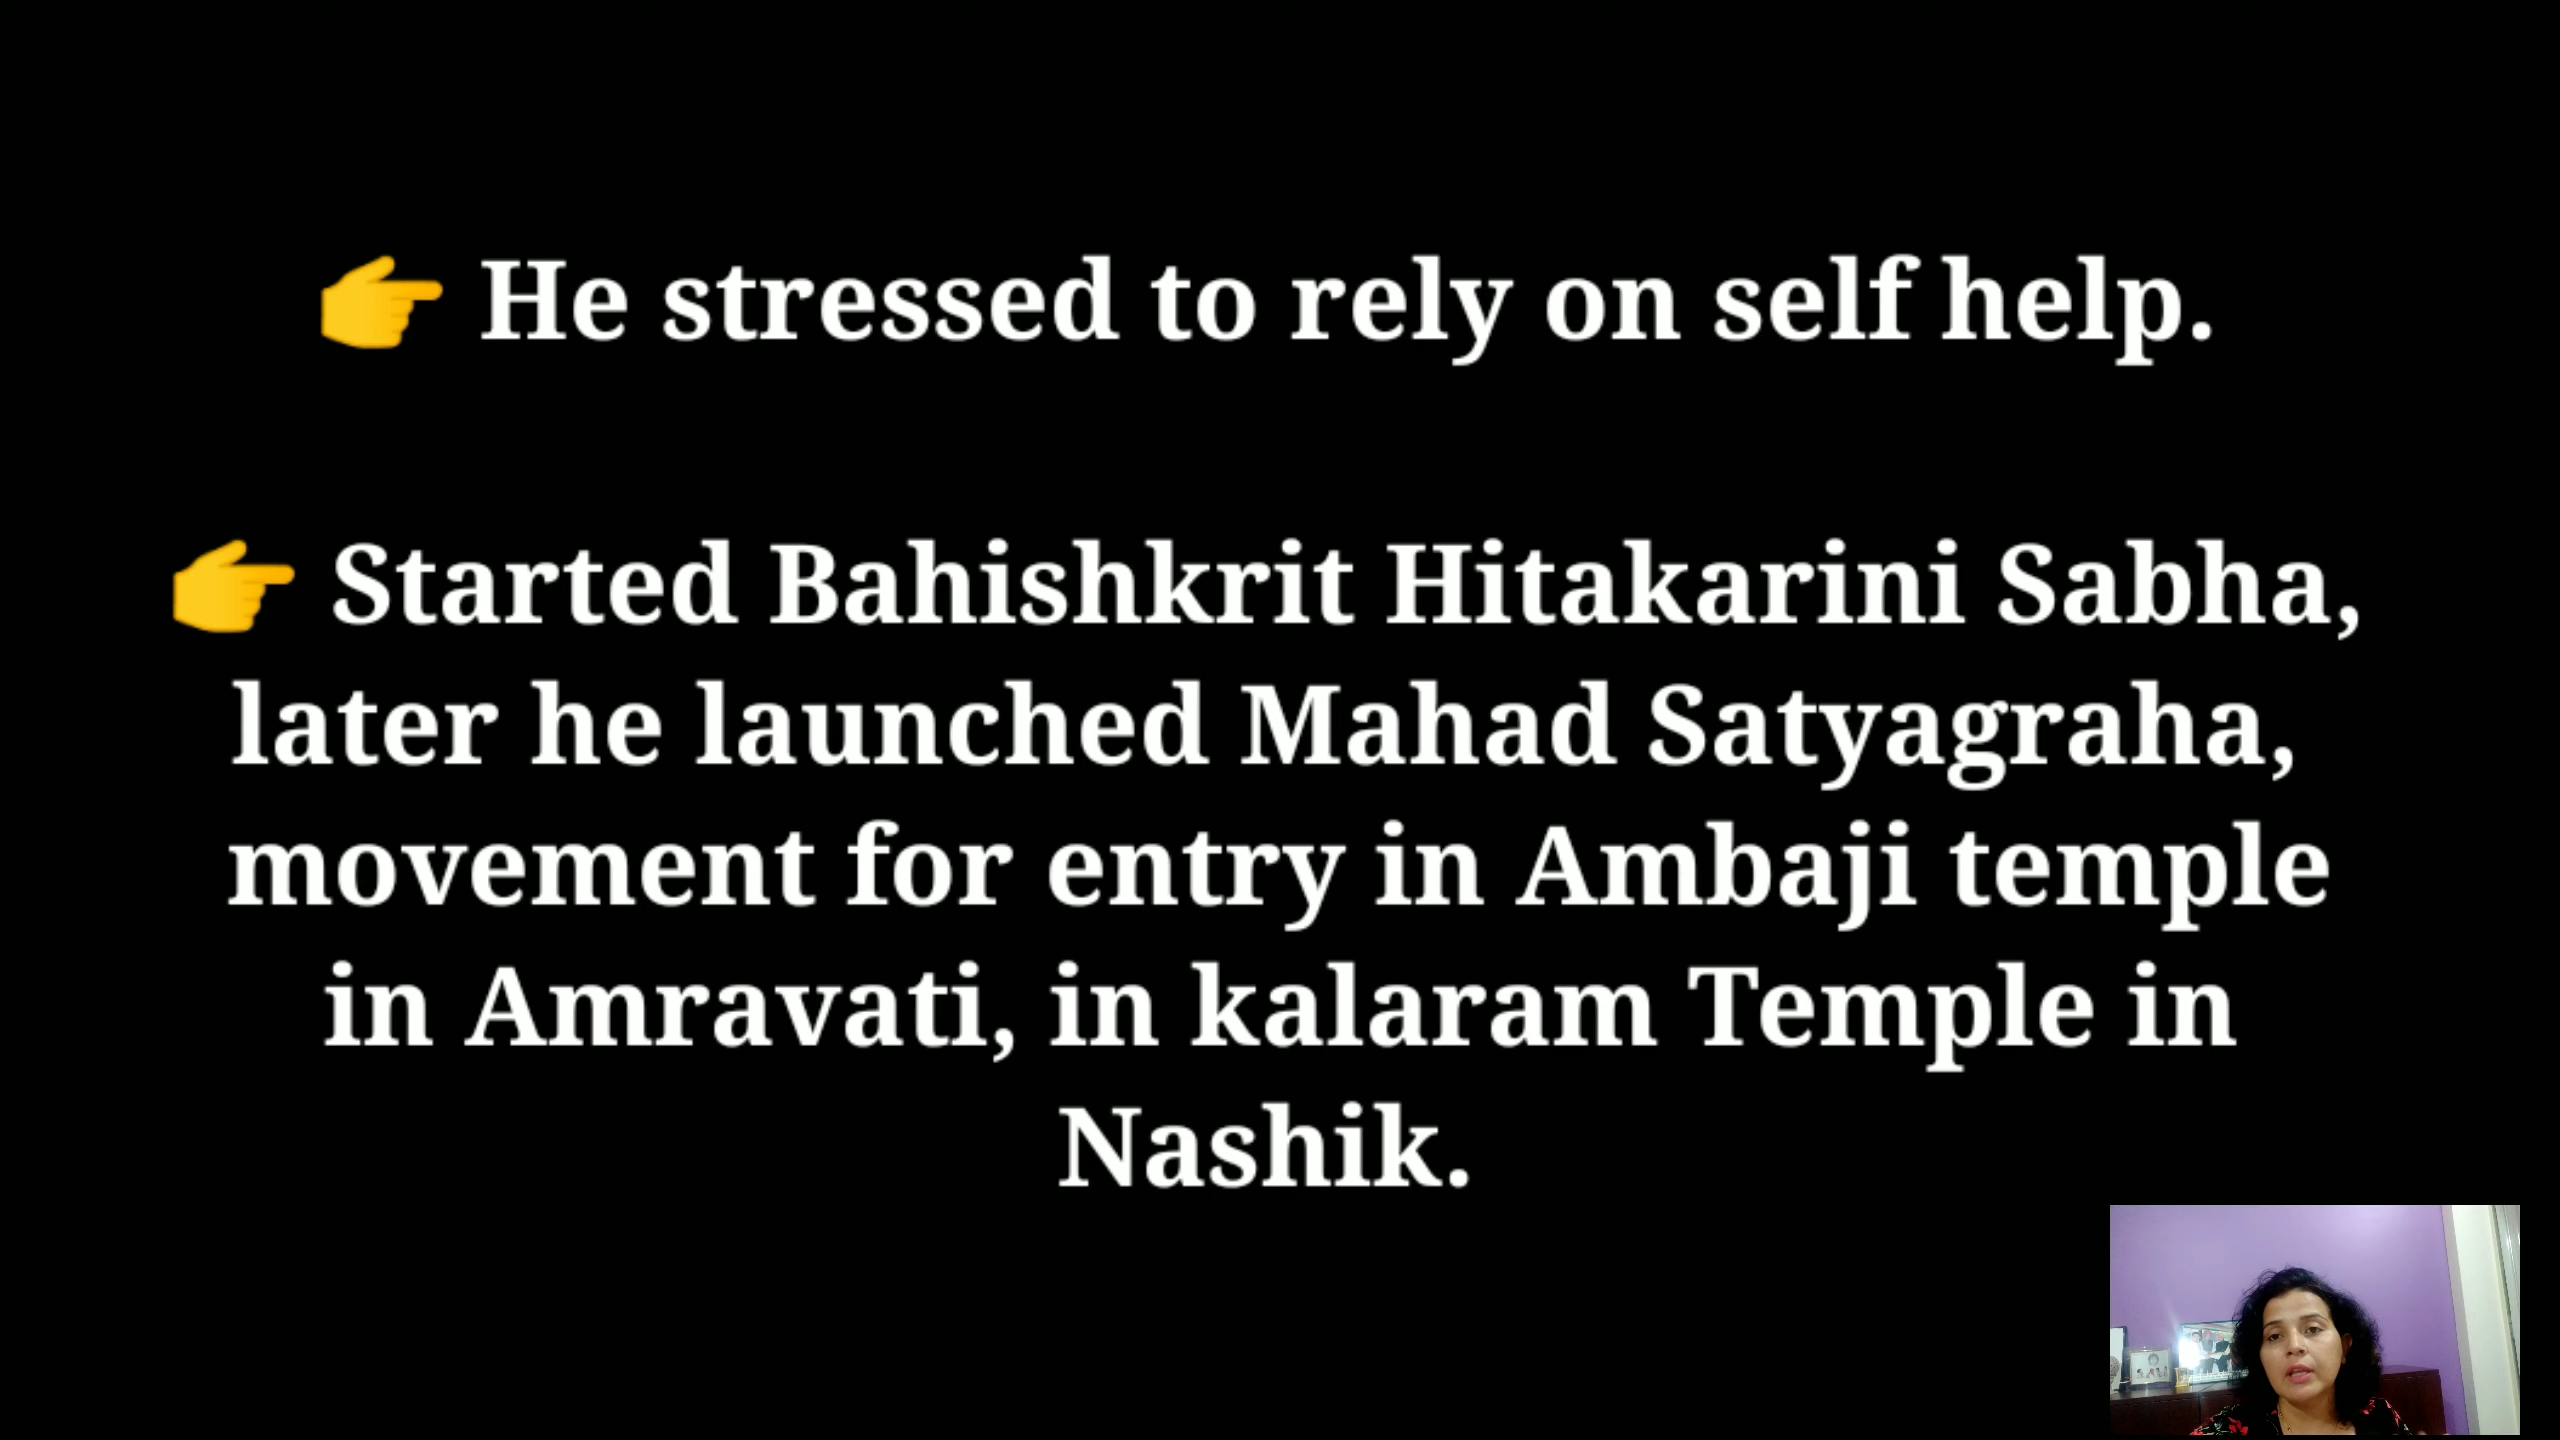 👉 He stressed to rely on self help.
👉 Started Bahishkrit Hitakarini Sabha,
later he launched Mahad Satyagraha,
movement for entry in Ambaji temple
in Amravati, in kalaram Temple in
Nashik.